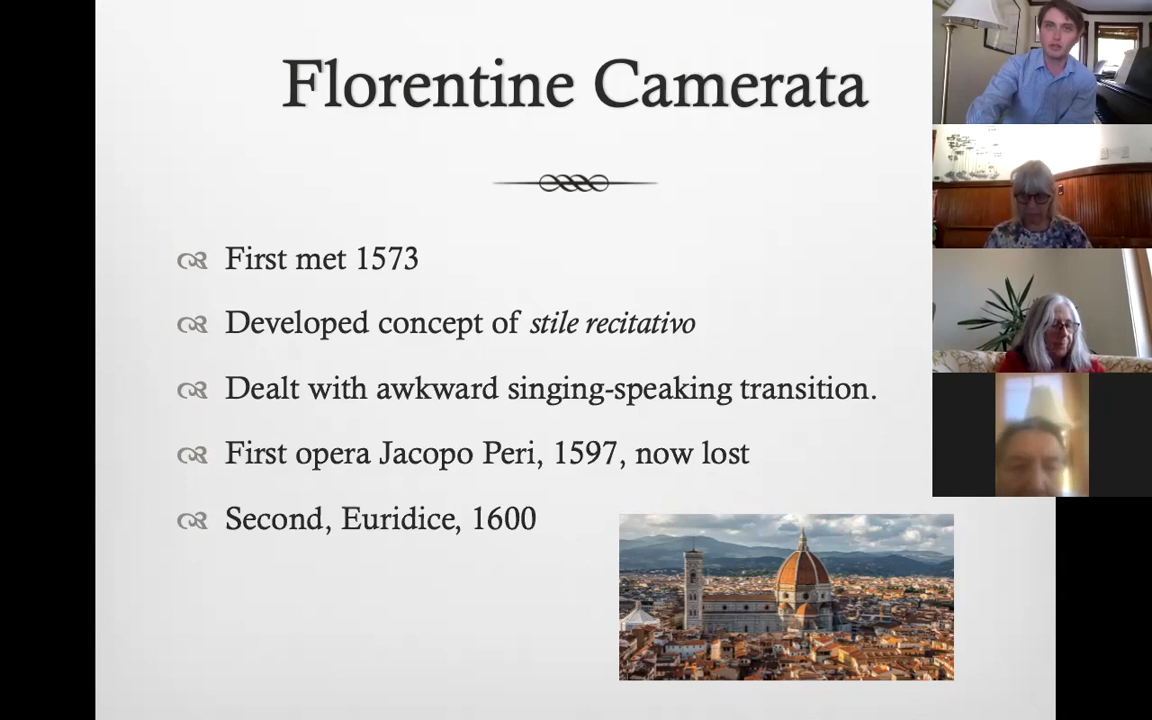 Florentine Camerata
First met 1573
Developed concept of stile recitativo
Dealt with awkward singing-speaking transition.
First opera Jacopo Peri, 1597, now lost
Second, Euridice, 1600